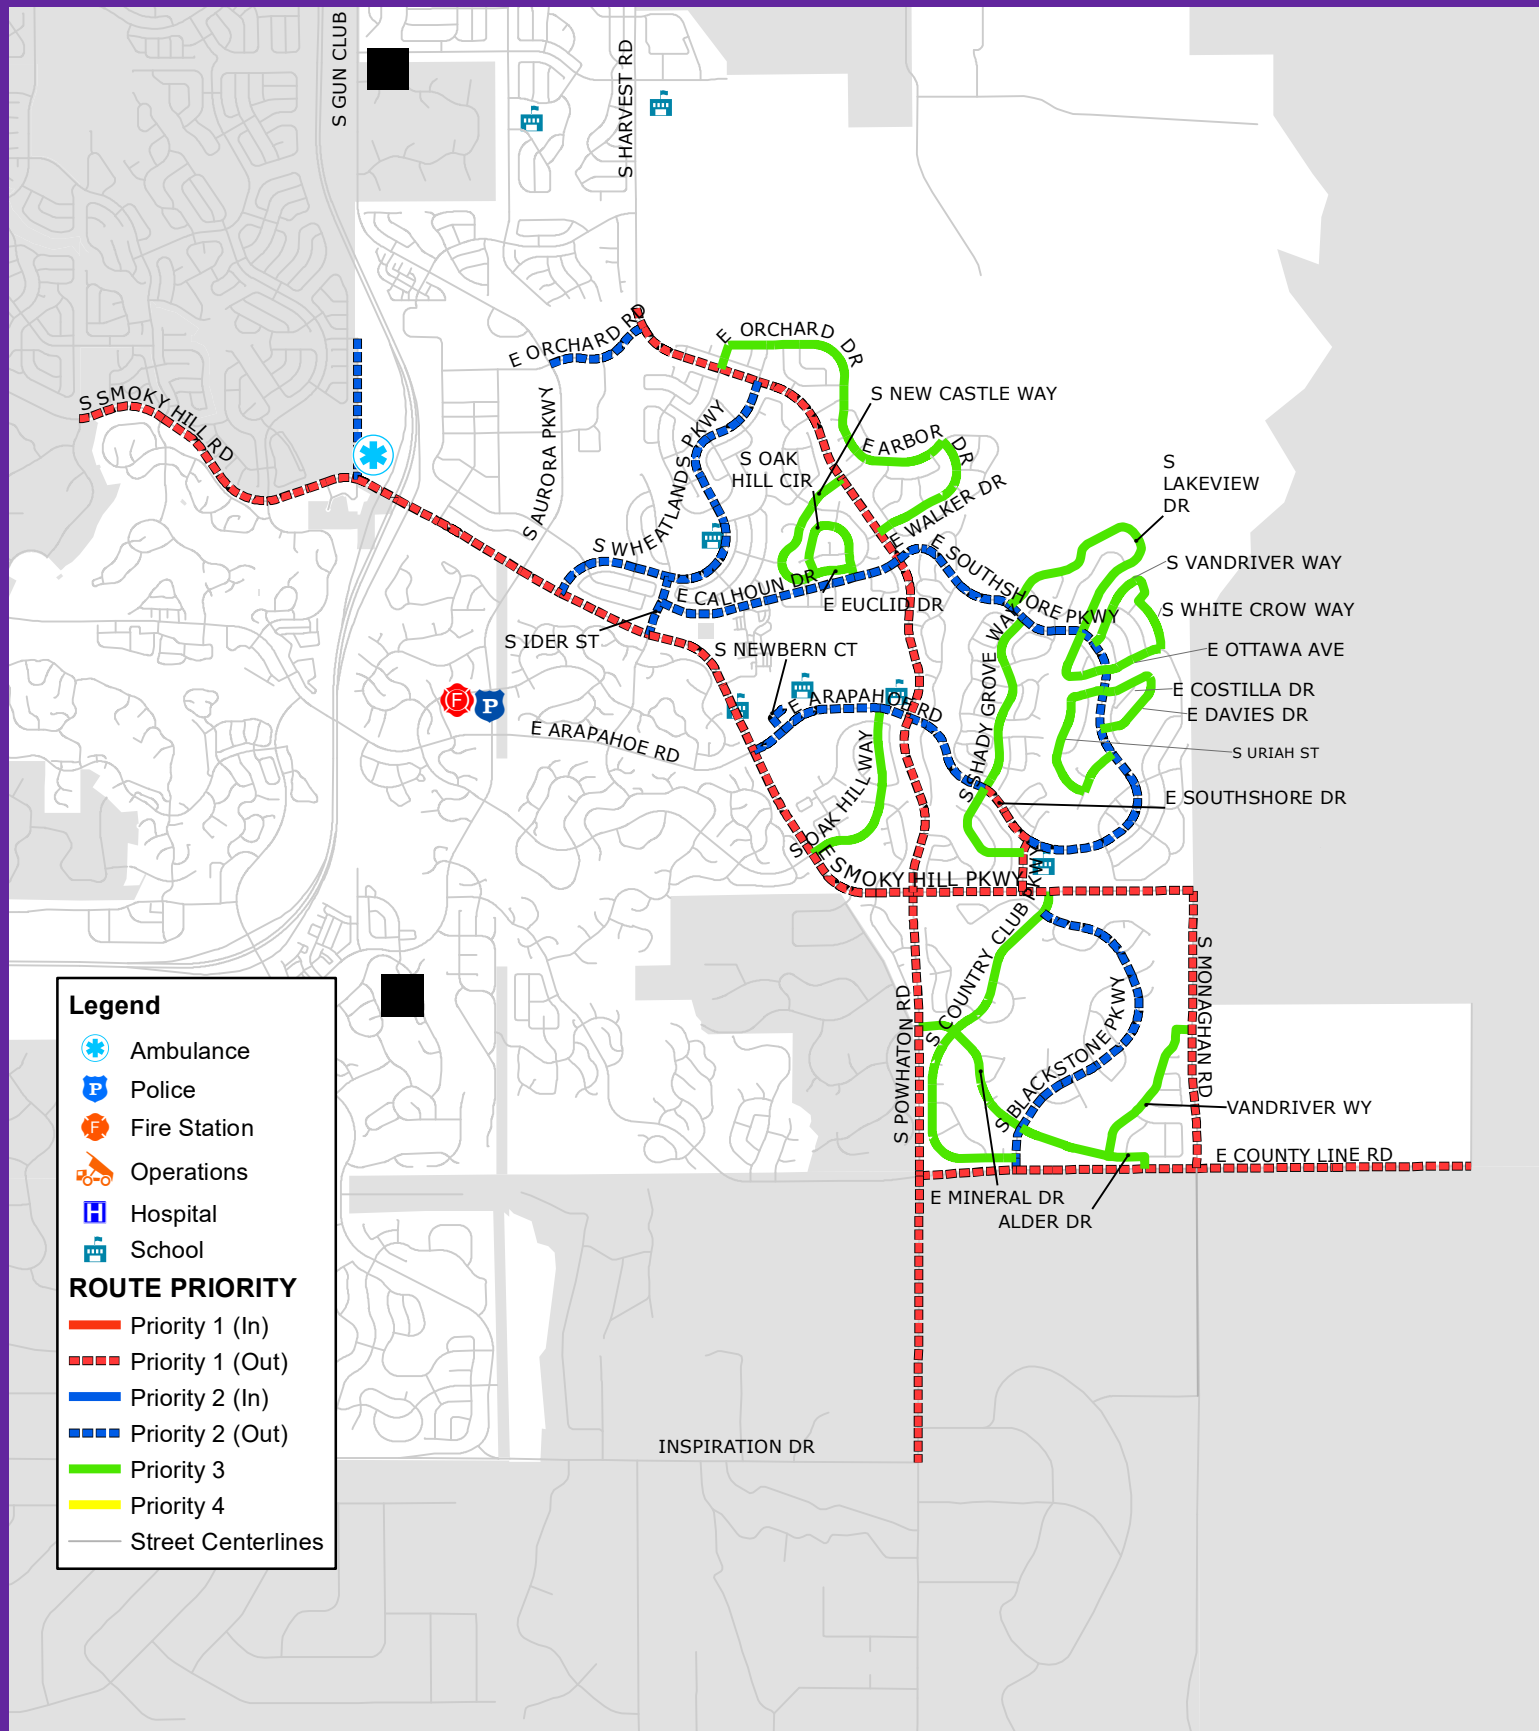 S GUN CLUB
S HARVEST RD
E ORCHARD RD
E ORCHARD DR
S SMOKY HILL RD
S AURORA PKWY
S NEW CASTLE WAY
S WHEATLANDS PKWY
S OAK
HILL CIR
E ARBOR DR
E WALKER DR
S
LAKEVIEW
DR
E SOUTHSHORE PKWY
S VANDRIVER WAY
E CALHOUN DR
E EUCLID DR
S WHITE CROW WAY
S IDER ST
S NEWBERN CT
E OTTAWA AVE
E COSTILLA DR
E ARAPAHOE RD
E DAVIES DR
E ARAPAHOE RD
S SHADY GROVE WAY
S URIAH ST
S OAK HILL WAY
E SOUTHSHORE DR
E SMOKY HILL PKWY
S COUNTRY CLUB PKWY
S MONAGHAN RD
S POWHATON RD
S BLACKSTONE PKWY
VANDRIVER WY
E COUNTY LINE RD
E MINERAL DR
ALDER DR
INSPIRATION DR
F
P
Legend
Ambulance
P Police
F Fire Station
Operations
H Hospital
School
ROUTE PRIORITY
Priority 1 (In)
Priority 1 (Out)
Priority 2 (In)
Priority 2 (Out)
Priority 3
Priority 4
Street Centerlines